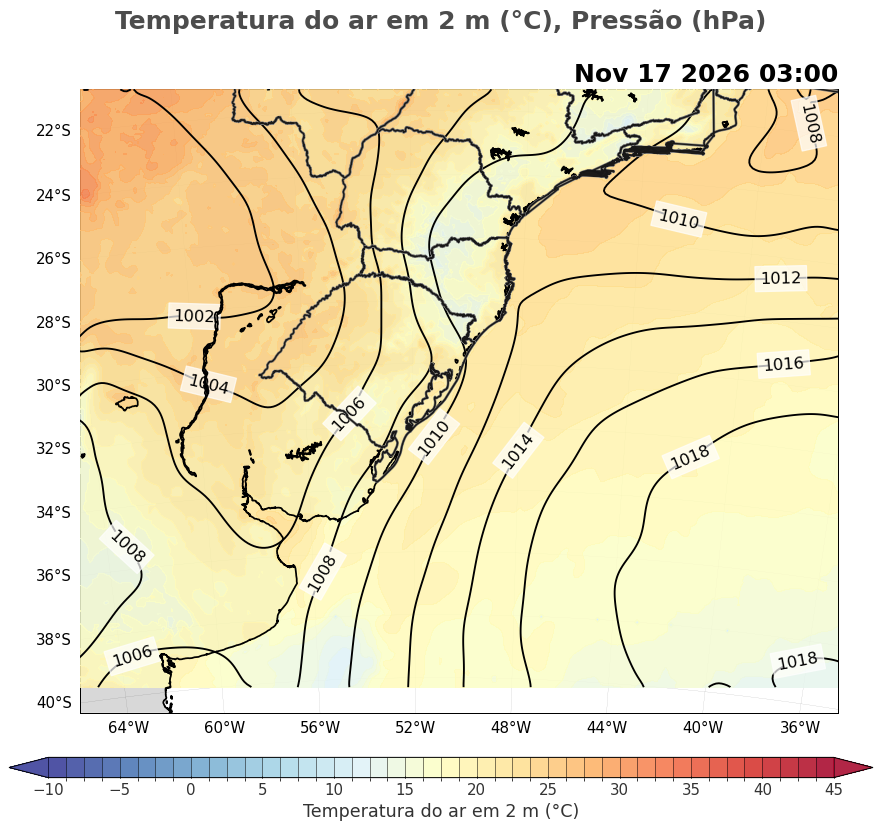 Temperatura do ar em 2 m (°C), Pressão (hPa)
Nov 17 2026 03:00
22°S
24°S
26°S
28°S
30°S
32°S
34°S
36°S
38°S
40°S
1008
1010
1012
1002
1016
1004
1006
1010
1014
1018
1008
1008
1006
1018
64°W 60°W 56°W 52°W 48°W 44°W 40°W 36°W
−10 −5 0 5 10 15 20 25 30 35 40 45
Temperatura do ar em 2 m (°C)